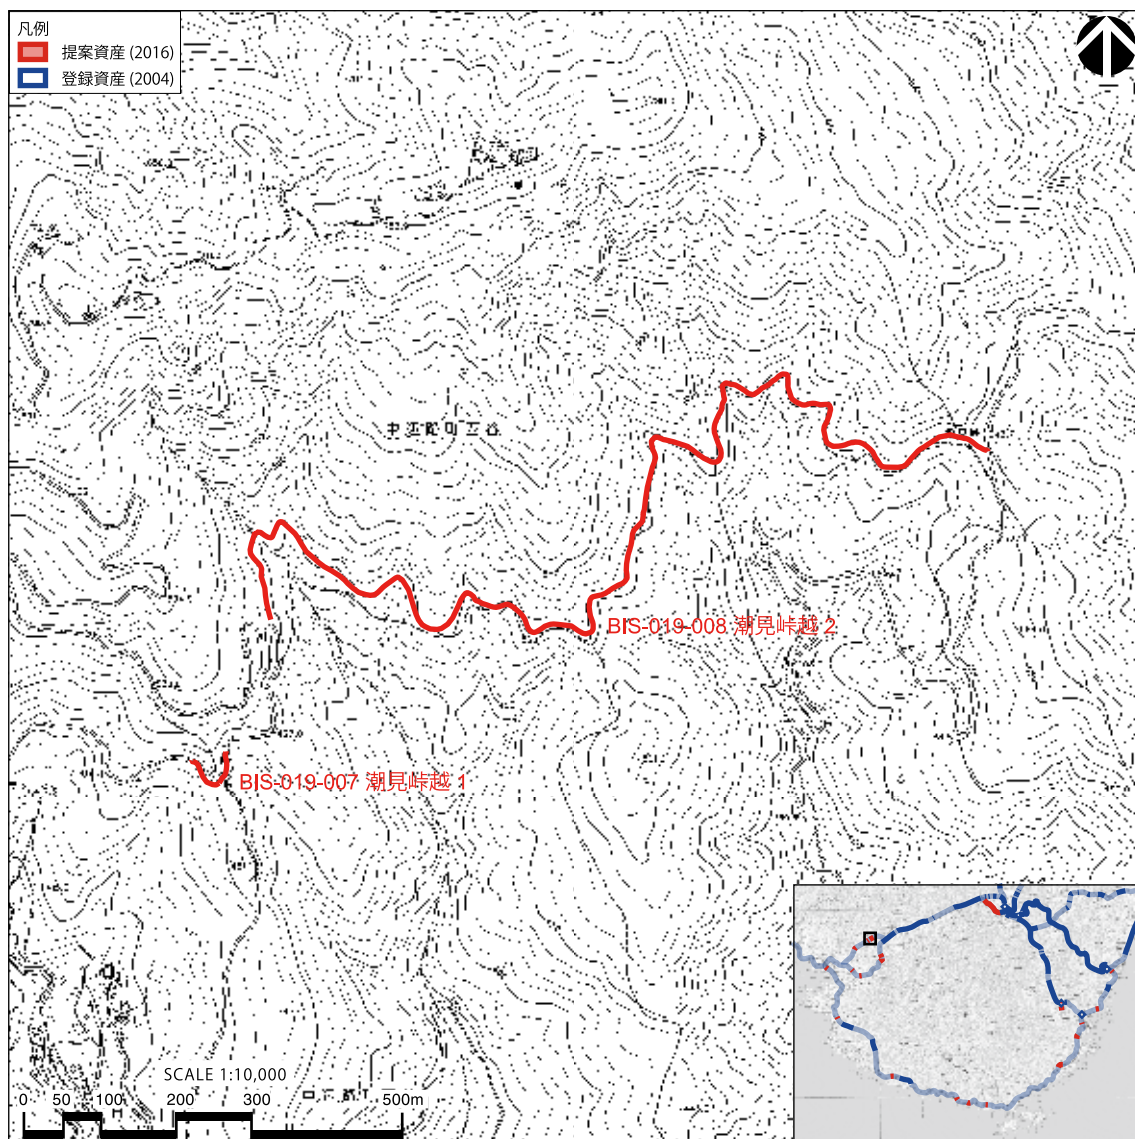 凡例
提案資産 (2016)
登録資産 (2004)
BIS-019-008 潮見峠越 2
BIS-019-007 潮見峠越 1
SCALE 1:10,000
0 50 100 200 300 500m